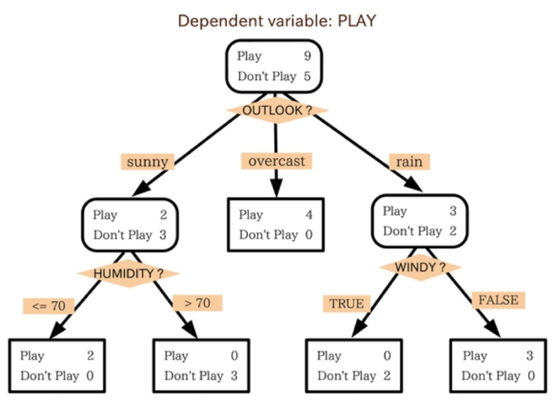 Dependent variable: PLAY
Play 9
Don't Play 5
OUTLOOK ?
sunny
overcast
rain
Play 2
Don't Play 3
Play 4
Don't Play 0
Play 3
Don't Play 2
HUMIDITY ?
WINDY ?
<= 70
> 70
TRUE
FALSE
Play 2
Don't Play 0
Play 0
Don't Play 3
Play 0
Don't Play 2
Play 3
Don't Play 0